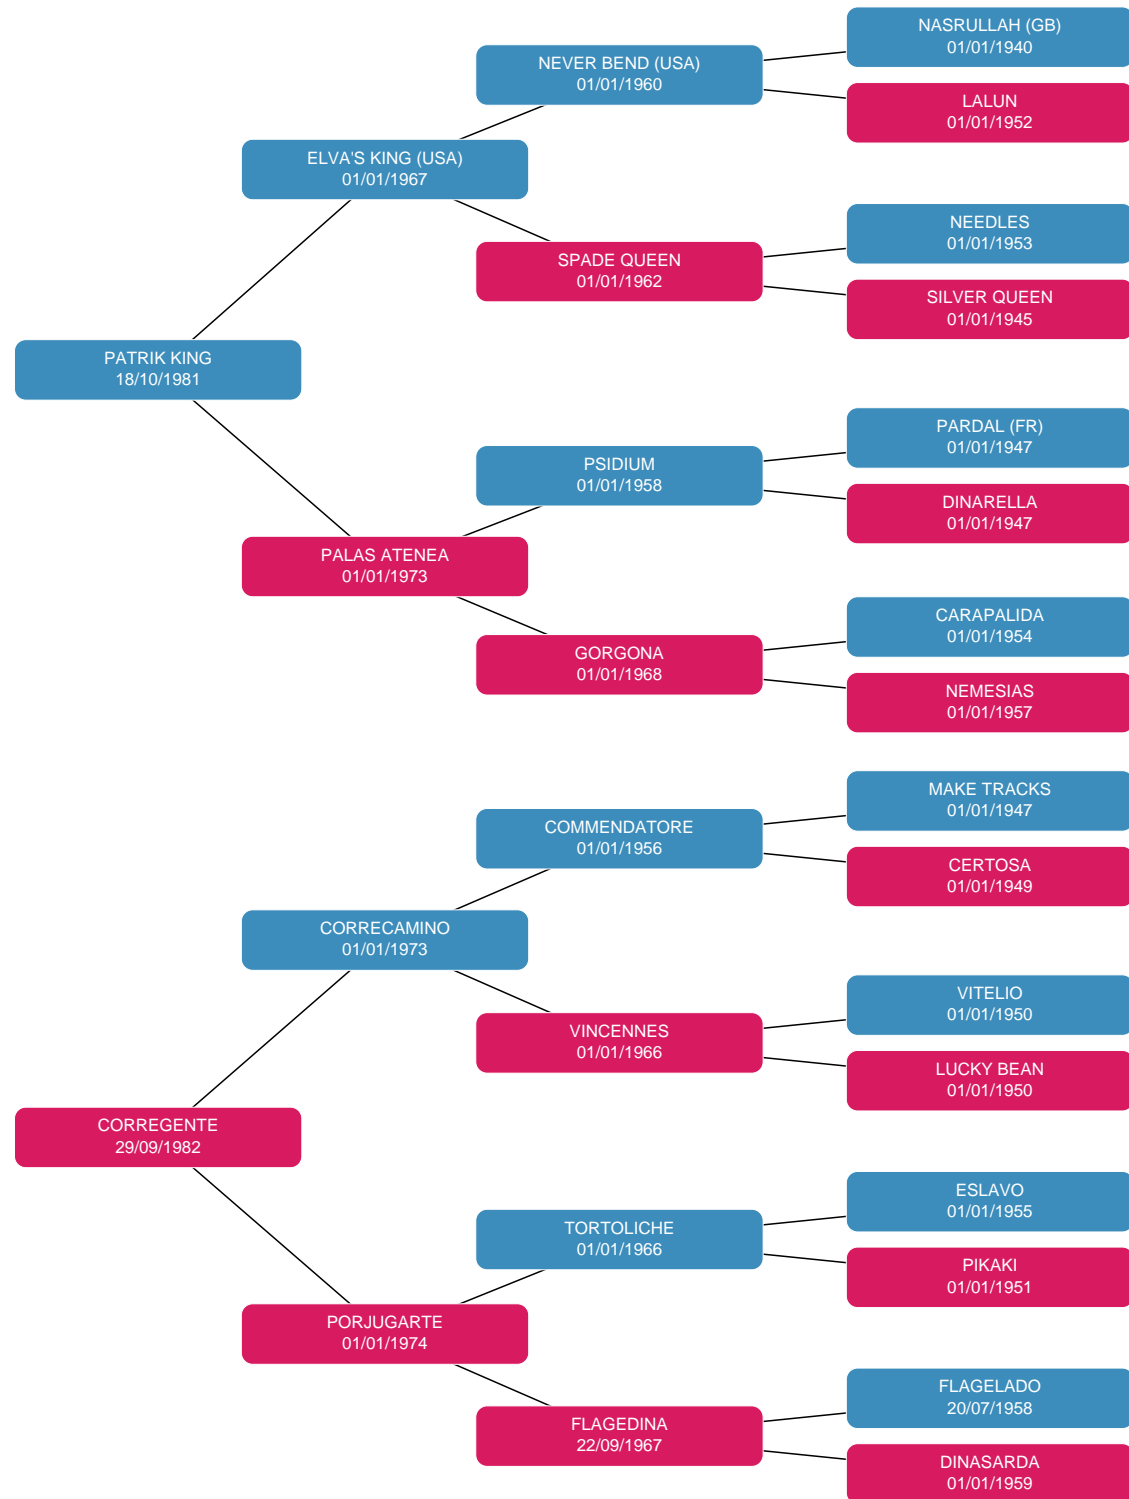 NASRULLAH (GB)
01/01/1940
NEVER BEND (USA)
01/01/1960
LALUN
01/01/1952
ELVA'S KING (USA)
01/01/1967
NEEDLES
01/01/1953
SPADE QUEEN
01/01/1962
SILVER QUEEN
01/01/1945
PATRIK KING
18/10/1981
PARDAL (FR)
01/01/1947
PSIDIUM
01/01/1958
DINARELLA
01/01/1947
PALAS ATENEA
01/01/1973
CARAPALIDA
01/01/1954
GORGONA
01/01/1968
NEMESIAS
01/01/1957
MAKE TRACKS
01/01/1947
COMMENDATORE
01/01/1956
CERTOSA
01/01/1949
CORRECAMINO
01/01/1973
VITELIO
01/01/1950
VINCENNES
01/01/1966
LUCKY BEAN
01/01/1950
CORREGENTE
29/09/1982
ESLAVO
01/01/1955
TORTOLICHE
01/01/1966
PIKAKI
01/01/1951
PORJUGARTE
01/01/1974
FLAGELADO
20/07/1958
FLAGEDINA
22/09/1967
DINASARDA
01/01/1959